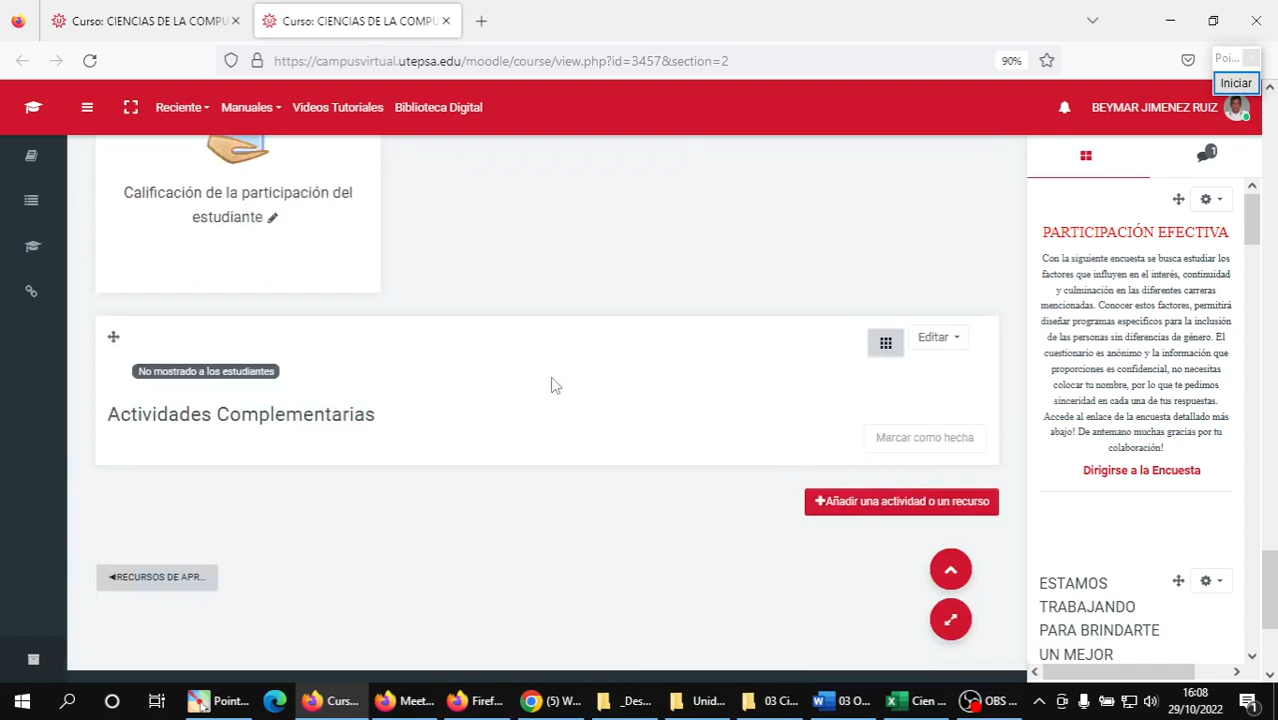 Curso: CIENCIAS DE LA COMPU
Curso: CIENCIAS DE LA COMPU
https://campusvirtual.utepsa.edu/moodle/course/view.php?id=3457&section=2
90%
Poi...
Iniciar
Reciente
Manuales
Videos Tutoriales
Biblioteca Digital
BEYMAR JIMENEZ RUIZ
1
Calificación de la participación del
estudiante
PARTICIPACIÓN EFECTIVA
Con la siguiente encuesta se busca estudiar los
factores que influyen en el interés, continuidad
y culminación en las diferentes carreras
mencionadas. Conocer estos factores, permitirá
diseñar programas especificos para la inclusión
de las personas sin diferencias de género. El
cuestionario es anónimo y la información que
proporciones es confidencial, no necesitas
colocar tu nombre, por lo que te pedimos
sinceridad en cada una de tus respuestas.
Accede al enlace de la encuesta detallado más
abajo! De antemano muchas gracias por tu
colaboración!
Dirigirse a la Encuesta
Editar
No mostrado a los estudiantes
Actividades Complementarias
Marcar como hecha
Añadir una actividad o un recurso
RECURSOS DE APR...
ESTAMOS
TRABAJANDO
PARA BRINDARTE
UN MEJOR
Point...
Curs...
Meet...
Firef...
(5) W...
_Des...
Unid...
03 Ci...
03 O...
Cien ...
OBS ...
16:08
29/10/2022
1